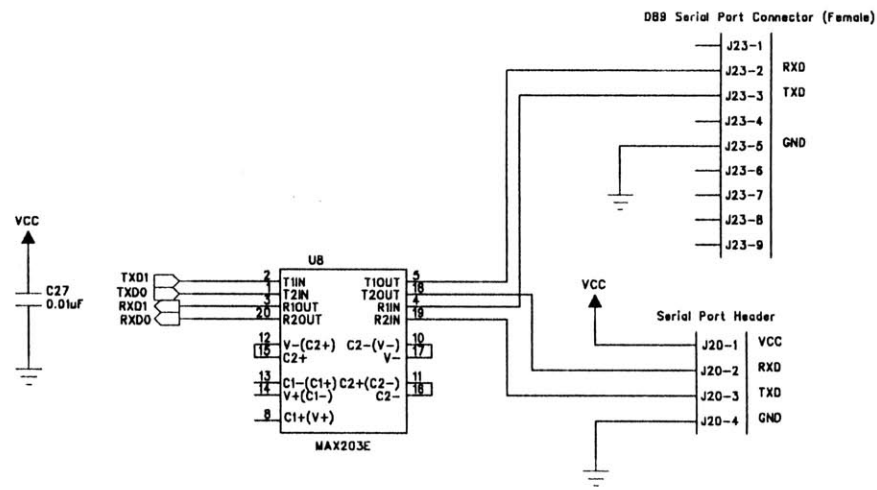 DB9 Serial Port Connector (Female)
J23-1
J23-2 RXD
J23-3 TXD
J23-4
J23-5 GND
J23-6
J23-7
J23-8
J23-9
VCC
C27
0.01uF
U8
TXD1 2 T1IN T1OUT 5
TXD0 1 T2IN T2OUT 18
RXD1 3 R1OUT R1IN 4
RXD0 20 R2OUT R2IN 19
12 V-(C2+) C2-(V-) 10
15 C2+ V- 17
13 C1-(C1+) C2+(C2-) 11
14 V+(C1-) C2- 16
8 C1+(V+)
MAX203E
VCC
Serial Port Header
J20-1 VCC
J20-2 RXD
J20-3 TXD
J20-4 GND